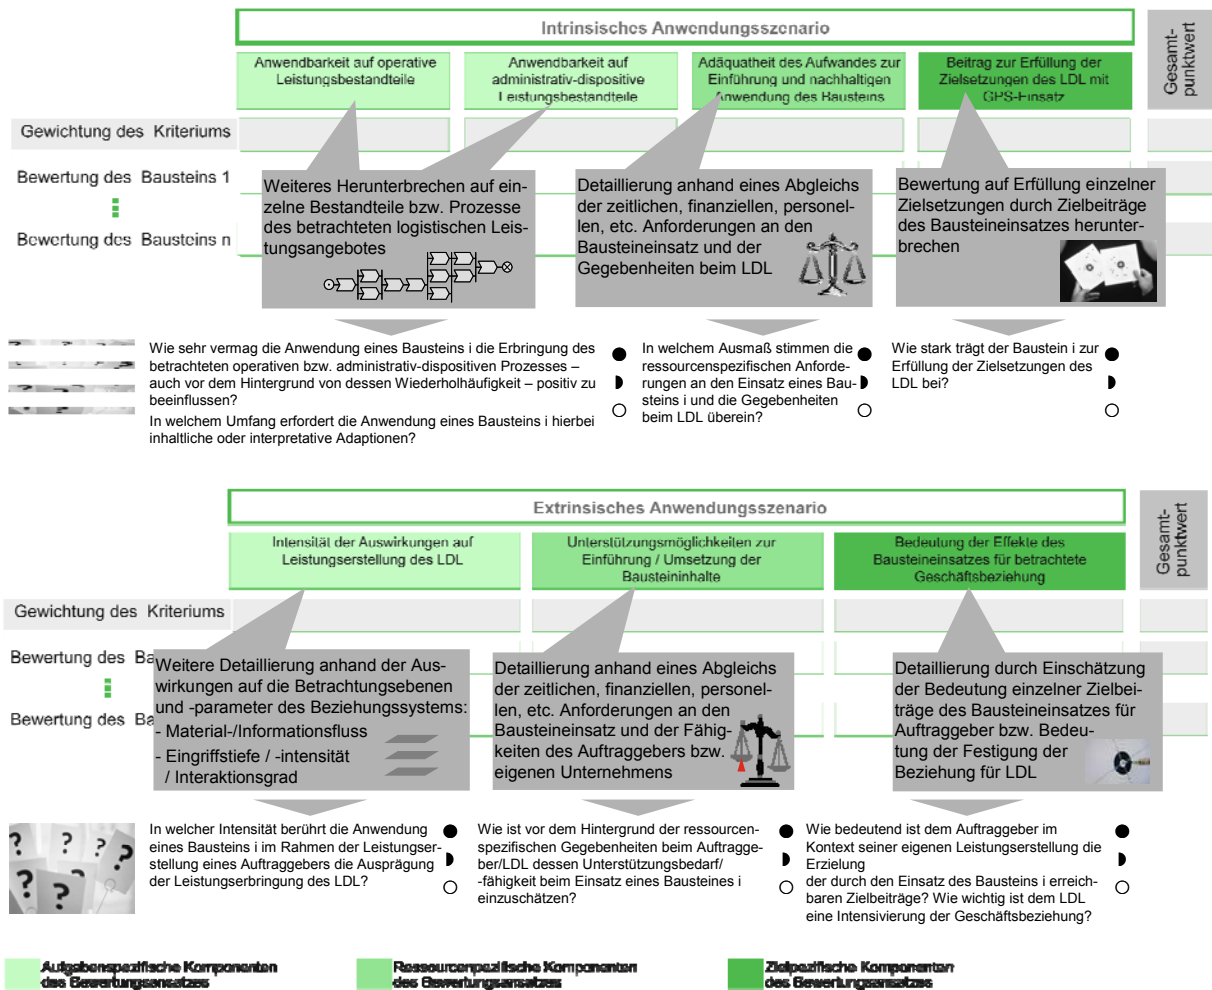 Intrinsisches Anwendungsszenario
Gesamt-
punktwert
Anwendbarkeit auf operative
Leistungsbestandteile
Anwendbarkeit auf
administrativ-dispositive
Leistungsbestandteile
Adäquatheit des Aufwandes zur
Einführung und nachhaltigen
Anwendung des Bausteins
Beitrag zur Erfüllung der
Zielsetzungen des LDL mit
GPS-Einsatz
Gewichtung des Kriteriums
Bewertung des Bausteins 1
Bewertung des Bausteins n
Weiteres Herunterbrechen auf ein-
zelne Bestandteile bzw. Prozesse
des betrachteten logistischen Leis-
tungsangebotes
Detaillierung anhand eines Abgleichs
der zeitlichen, finanziellen, personel-
len, etc. Anforderungen an den
Bausteineinsatz und der
Gegebenheiten beim LDL
Bewertung auf Erfüllung einzelner
Zielsetzungen durch Zielbeiträge
des Bausteineinsatzes herunter-
brechen
Wie sehr vermag die Anwendung eines Bausteins i die Erbringung des
betrachteten operativen bzw. administrativ-dispositiven Prozesses –
auch vor dem Hintergrund von dessen Wiederholhäufigkeit – positiv zu
beeinflussen?
In welchem Umfang erfordert die Anwendung eines Bausteins i hierbei
inhaltliche oder interpretative Adaptionen?
In welchem Ausmaß stimmen die
ressourcenspezifischen Anforde-
rungen an den Einsatz eines Bau-
steins i und die Gegebenheiten
beim LDL überein?
Wie stark trägt der Baustein i zur
Erfüllung der Zielsetzungen des
LDL bei?
Extrinsisches Anwendungsszenario
Gesamt-
punktwert
Intensität der Auswirkungen auf
Leistungserstellung des LDL
Unterstützungsmöglichkeiten zur
Einführung / Umsetzung der
Bausteininhalte
Bedeutung der Effekte des
Bausteineinsatzes für betrachtete
Geschäftsbeziehung
Gewichtung des Kriteriums
Bewertung des Ba
Bewertung des Ba
Weitere Detaillierung anhand der Aus-
wirkungen auf die Betrachtungsebenen
und -parameter des Beziehungssystems:
- Material-/Informationsfluss
- Eingriffstiefe / -intensität
/ Interaktionsgrad
Detaillierung anhand eines Abgleichs
der zeitlichen, finanziellen, personel-
len, etc. Anforderungen an den
Bausteineinsatz und der Fähig-
keiten des Auftraggebers bzw.
eigenen Unternehmens
Detaillierung durch Einschätzung
der Bedeutung einzelner Zielbei-
träge des Bausteineinsatzes für
Auftraggeber bzw. Bedeu-
tung der Festigung der
Beziehung für LDL
? ? ? ? ? ?
In welcher Intensität berührt die Anwendung
eines Bausteins i im Rahmen der Leistungser-
stellung eines Auftraggebers die Ausprägung
der Leistungserbringung des LDL?
Wie ist vor dem Hintergrund der ressourcen-
spezifischen Gegebenheiten beim Auftragge-
ber/LDL dessen Unterstützungsbedarf/
-fähigkeit beim Einsatz eines Bausteines i
einzuschätzen?
Wie bedeutend ist dem Auftraggeber im
Kontext seiner eigenen Leistungserstellung die
Erzielung
der durch den Einsatz des Bausteins i erreich-
baren Zielbeiträge? Wie wichtig ist dem LDL
eine Intensivierung der Geschäftsbeziehung?
Aufgabenspezifische Komponenten
des Bewertungsansatzes
Ressourcenpezifische Komponenten
des Bewertungsansatzes
Zielpezifische Komponenten
des Bewertungsansatzes